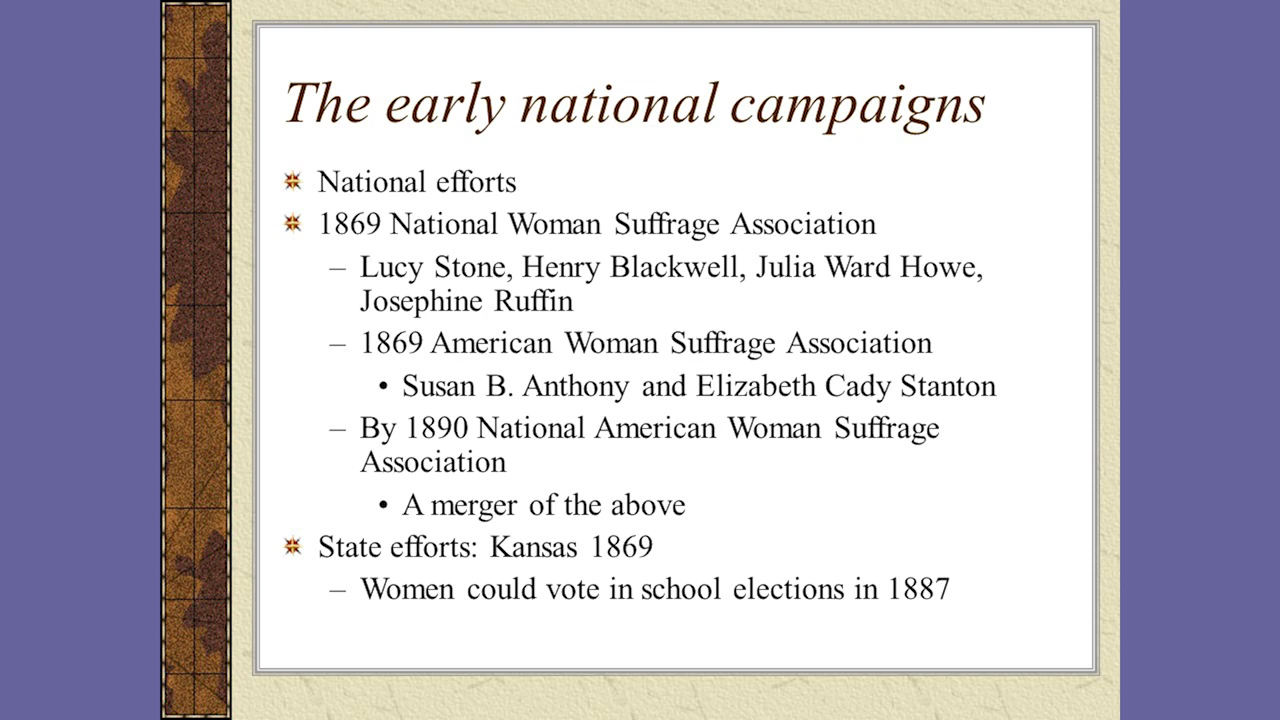 The early national campaigns
National efforts
1869 National Woman Suffrage Association
– Lucy Stone, Henry Blackwell, Julia Ward Howe,
Josephine Ruffin
– 1869 American Woman Suffrage Association
• Susan B. Anthony and Elizabeth Cady Stanton
– By 1890 National American Woman Suffrage
Association
• A merger of the above
State efforts: Kansas 1869
– Women could vote in school elections in 1887